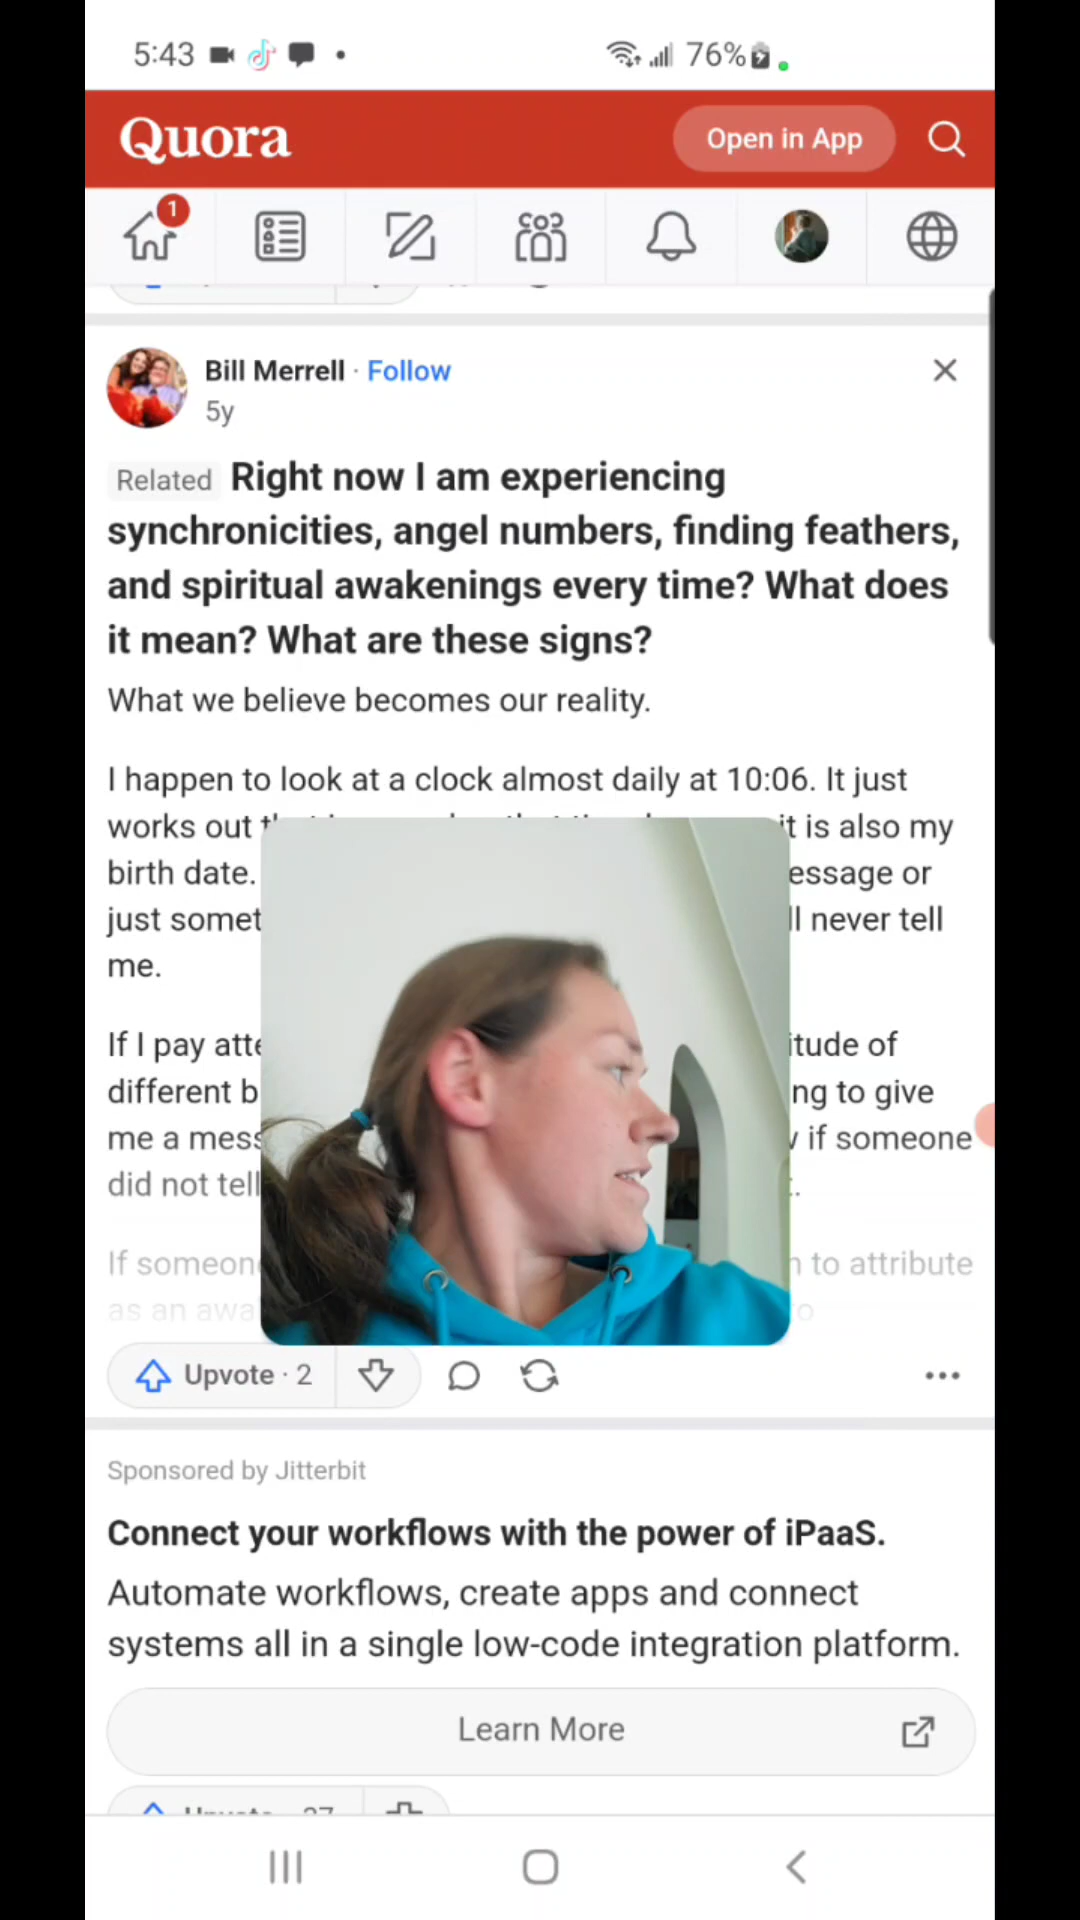 5:43
76%
Quora
Open in App
1
Bill Merrell · Follow
5y
Related Right now I am experiencing
synchronicities, angel numbers, finding feathers,
and spiritual awakenings every time? What does
it mean? What are these signs?
What we believe becomes our reality.
I happen to look at a clock almost daily at 10:06. It just
works out it is also my
birth date. essage or
just somet ll never tell
me.
If I pay atte itude of
different b ng to give
me a mess if someone
did not tell
If someon to attribute
as an awa
Upvote · 2
Sponsored by Jitterbit
Connect your workflows with the power of iPaaS.
Automate workflows, create apps and connect
systems all in a single low-code integration platform.
Learn More